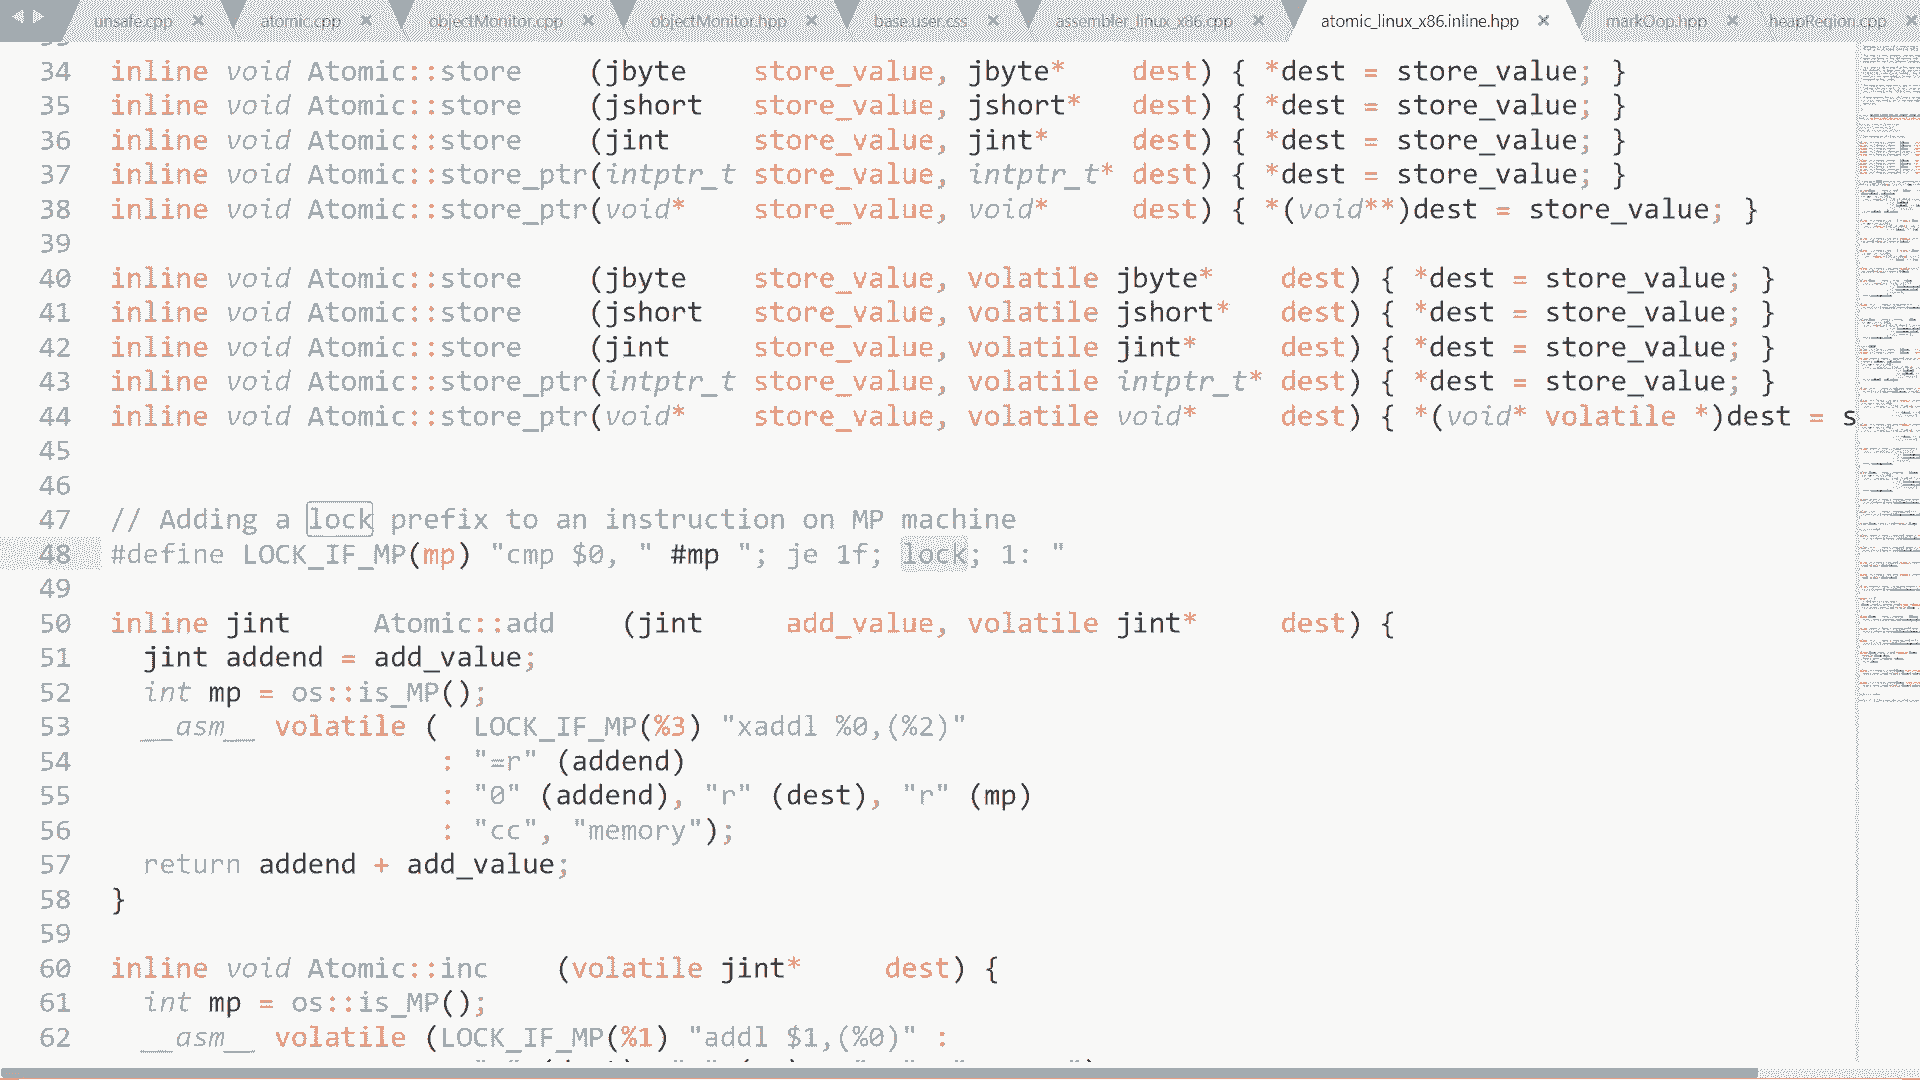 unsafe.cpp × atomic.cpp × objectMonitor.cpp × objectMonitor.hpp × base.user.css × assembler_linux_x86.cpp × atomic_linux_x86.inline.hpp × markOop.hpp × heapRegion.cpp ×
34 inline void Atomic::store    (jbyte    store_value, jbyte*    dest) { *dest = store_value; }
35 inline void Atomic::store    (jshort   store_value, jshort*   dest) { *dest = store_value; }
36 inline void Atomic::store    (jint     store_value, jint*     dest) { *dest = store_value; }
37 inline void Atomic::store_ptr(intptr_t store_value, intptr_t* dest) { *dest = store_value; }
38 inline void Atomic::store_ptr(void*    store_value, void*     dest) { *(void**)dest = store_value; }
39
40 inline void Atomic::store    (jbyte    store_value, volatile jbyte*    dest) { *dest = store_value; }
41 inline void Atomic::store    (jshort   store_value, volatile jshort*   dest) { *dest = store_value; }
42 inline void Atomic::store    (jint     store_value, volatile jint*     dest) { *dest = store_value; }
43 inline void Atomic::store_ptr(intptr_t store_value, volatile intptr_t* dest) { *dest = store_value; }
44 inline void Atomic::store_ptr(void*    store_value, volatile void*     dest) { *(void* volatile *)dest = s
45
46
47 // Adding a lock prefix to an instruction on MP machine
48 #define LOCK_IF_MP(mp) "cmp $0, " #mp "; je 1f; lock; 1: "
49
50 inline jint     Atomic::add    (jint     add_value, volatile jint*     dest) {
51   jint addend = add_value;
52   int mp = os::is_MP();
53   __asm__ volatile (  LOCK_IF_MP(%3) "xaddl %0,(%2)"
54                     : "=r" (addend)
55                     : "0" (addend), "r" (dest), "r" (mp)
56                     : "cc", "memory");
57   return addend + add_value;
58 }
59
60 inline void Atomic::inc    (volatile jint*     dest) {
61   int mp = os::is_MP();
62   __asm__ volatile (LOCK_IF_MP(%1) "addl $1,(%0)" :